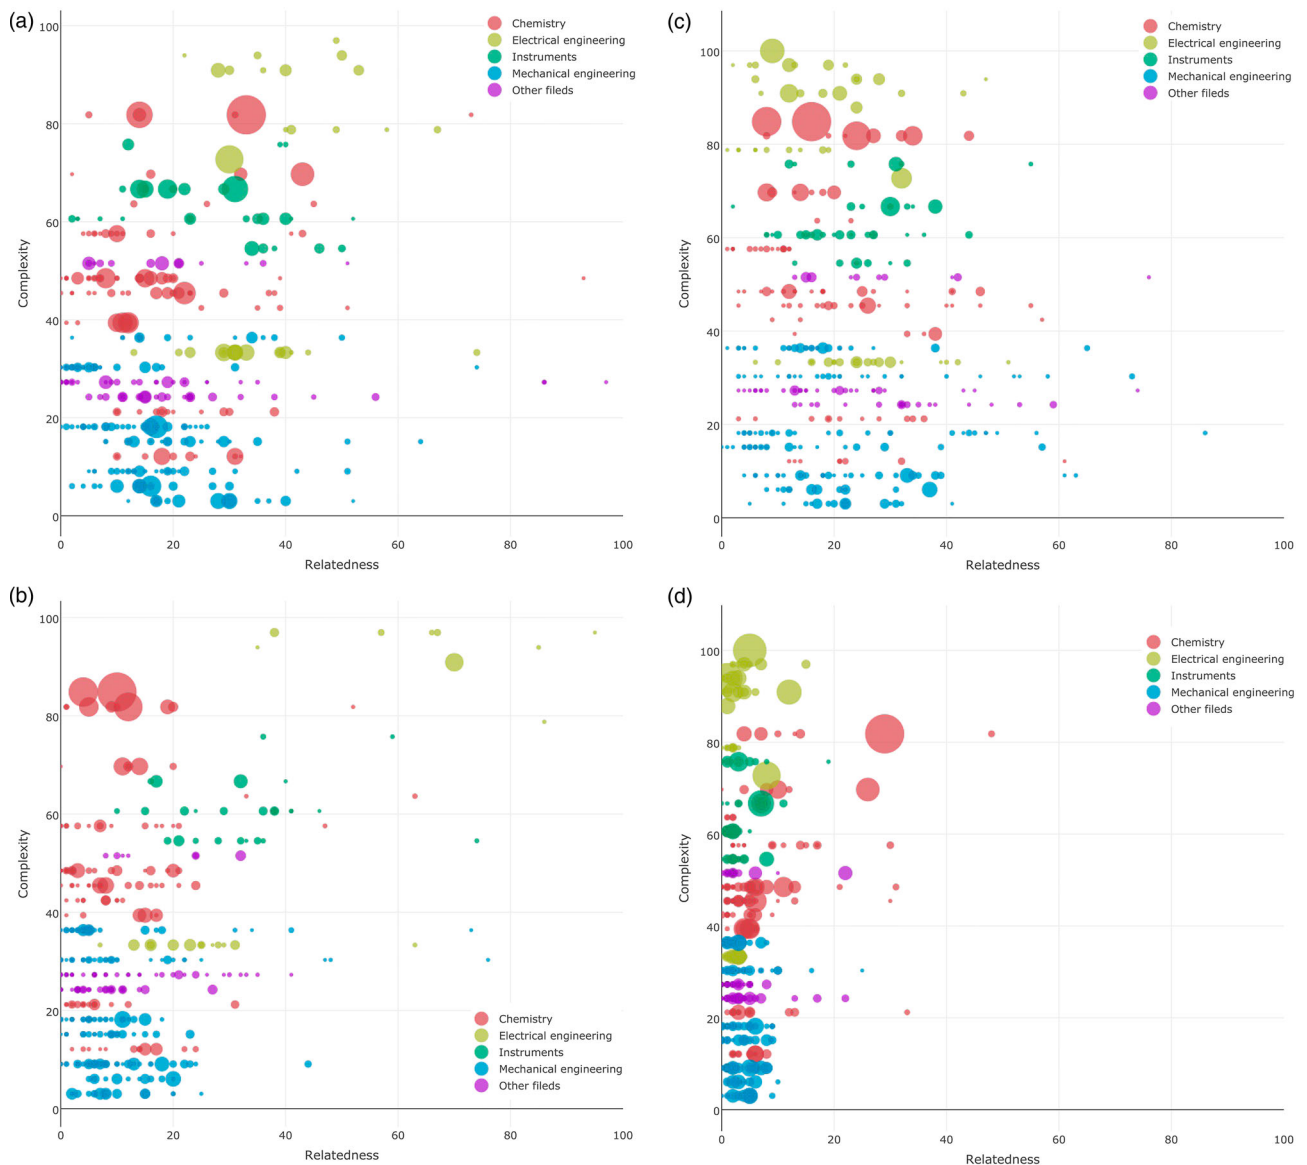 (a)
Chemistry
Electrical engineering
Instruments
Mechanical engineering
Other fileds
Complexity
100
80
60
40
20
0
0 20 40 60 80 100
Relatedness
(c)
Chemistry
Electrical engineering
Instruments
Mechanical engineering
Other fileds
Complexity
100
80
60
40
20
0
0 20 40 60 80 100
Relatedness
(b)
Complexity
100
80
60
40
20
0
Chemistry
Electrical engineering
Instruments
Mechanical engineering
Other fileds
0 20 40 60 80 100
Relatedness
(d)
Chemistry
Electrical engineering
Instruments
Mechanical engineering
Other fileds
Complexity
100
80
60
40
20
0
0 20 40 60 80 100
Relatedness